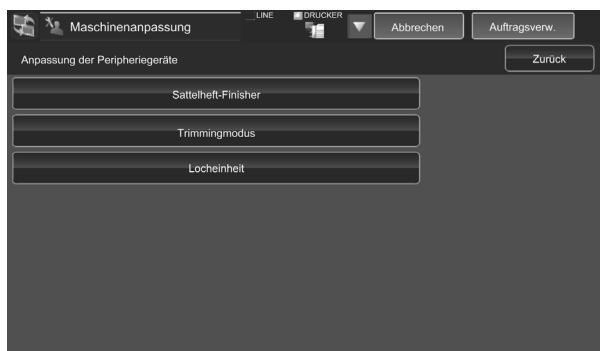 Maschinenanpassung
LINE
DRUCKER
Abbrechen
Auftragsverw.
Anpassung der Peripheriegeräte
Zurück
Sattelheft-Finisher
Trimmingmodus
Locheinheit